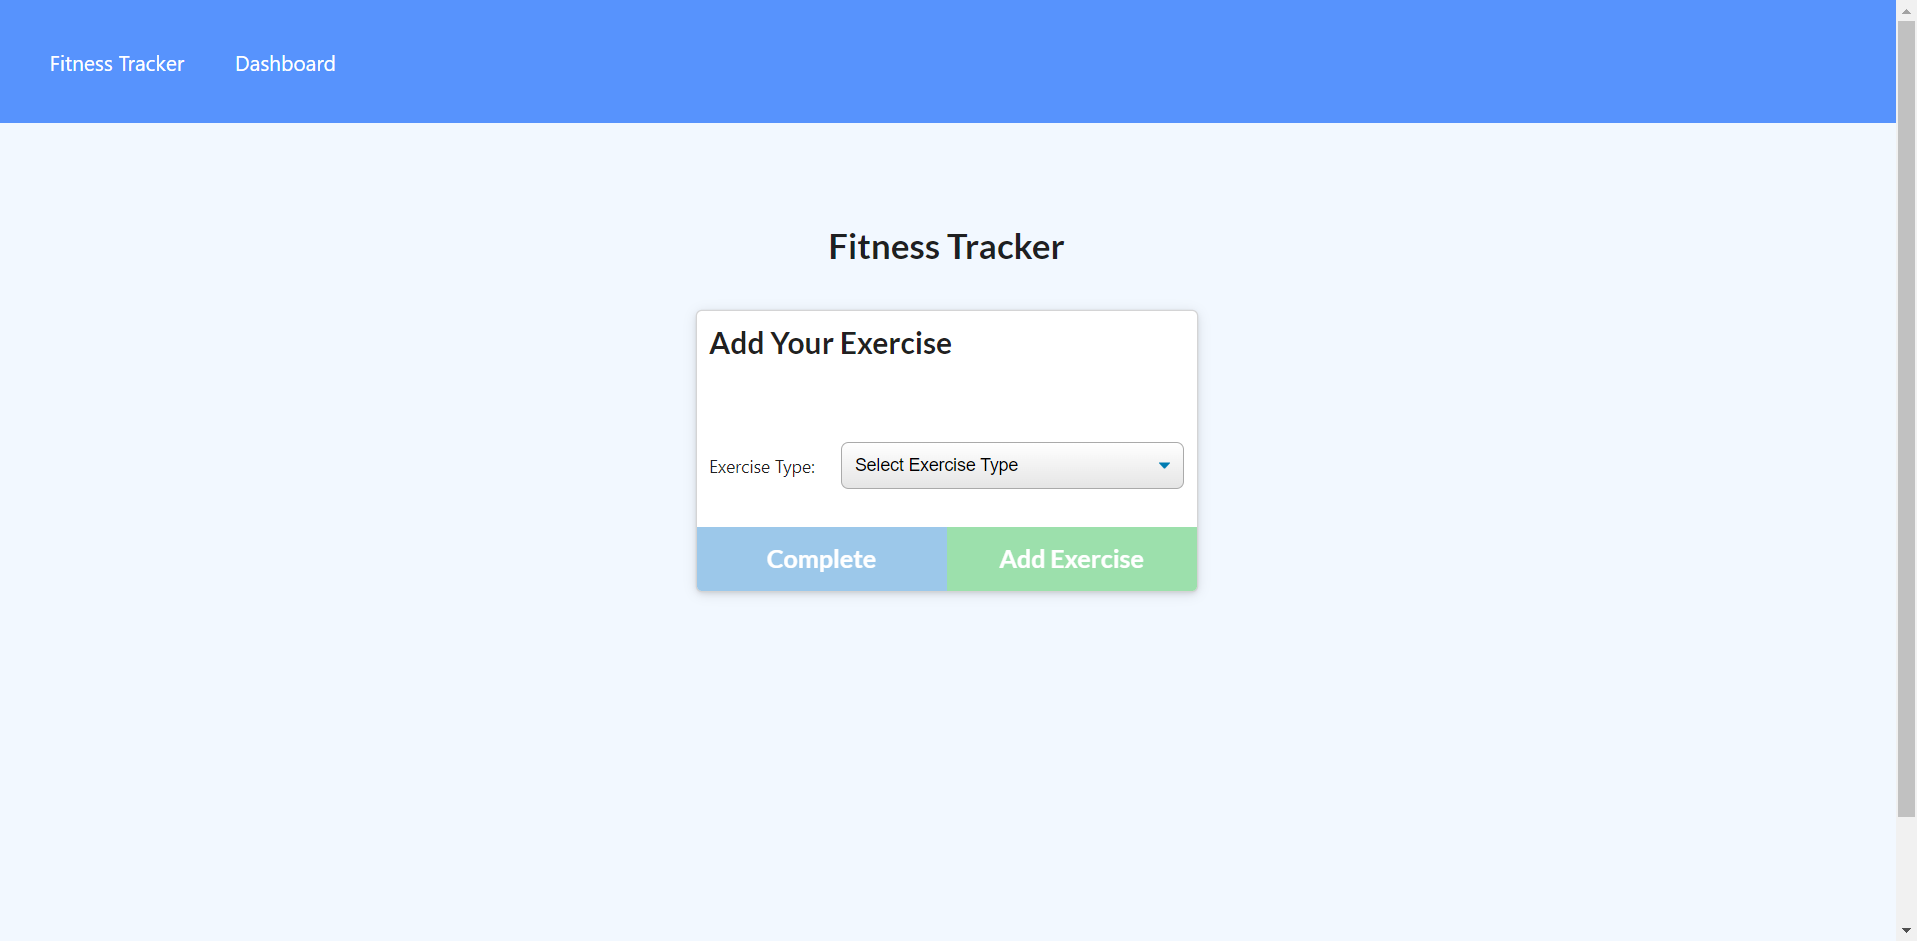 Fitness Tracker Dashboard
Fitness Tracker
Add Your Exercise
Exercise Type: Select Exercise Type
Complete Add Exercise